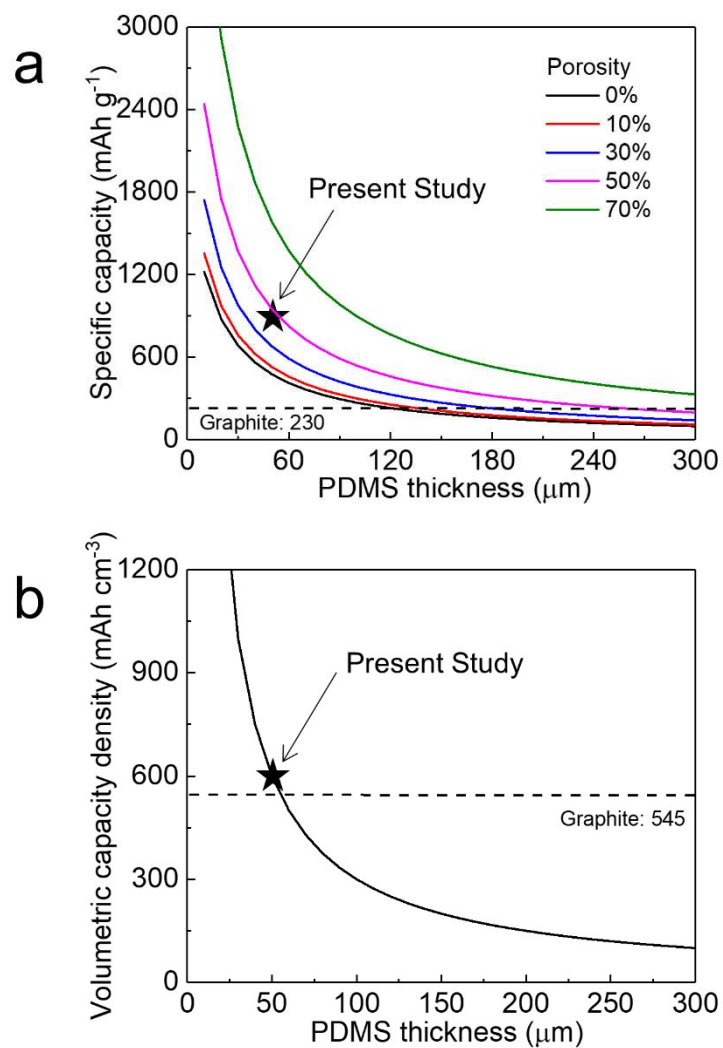 a
Specific capacity (mAh g⁻¹)
3000
2400
1800
1200
600
0
Porosity
0%
10%
30%
50%
70%
Present Study
Graphite: 230
0 60 120 180 240 300
PDMS thickness (μm)
b
Volumetric capacity density (mAh cm⁻³)
1200
900
600
300
0
Present Study
Graphite: 545
0 50 100 150 200 250 300
PDMS thickness (μm)